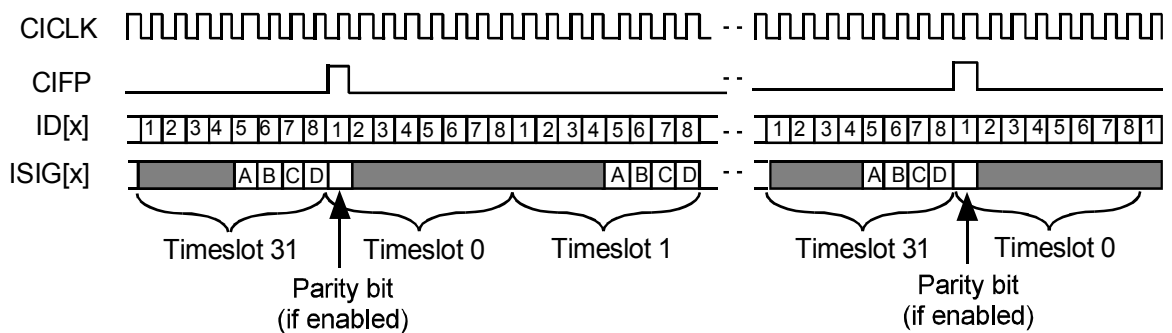 CICLK
CIFP
ID[x] 1 2 3 4 5 6 7 8 1 2 3 4 5 6 7 8 1 2 3 4 5 6 7 8 1 2 3 4 5 6 7 8 1 2 3 4 5 6 7 8 1
ISIG[x] A B C D A B C D A B C D
Timeslot 31 Timeslot 0 Timeslot 1 Timeslot 31 Timeslot 0
Parity bit Parity bit
(if enabled) (if enabled)